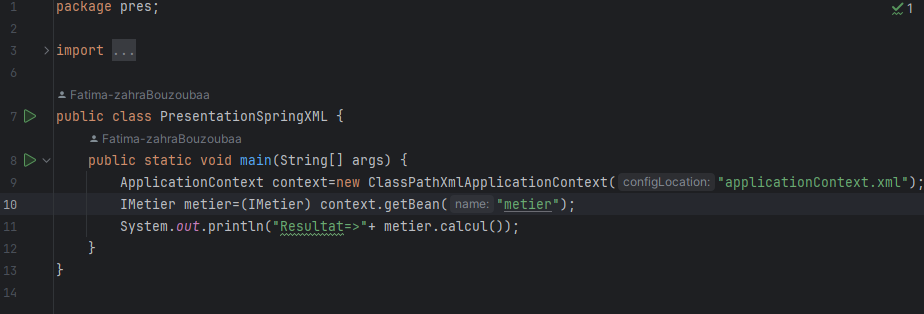 1 package pres; 1
2
3 import ...
6
Fatima-zahraBouzoubaa
7 public class PresentationSpringXML {
Fatima-zahraBouzoubaa
8 public static void main(String[] args) {
9 ApplicationContext context=new ClassPathXmlApplicationContext( configLocation: "applicationContext.xml");
10 IMetier metier=(IMetier) context.getBean( name: "metier");
11 System.out.println("Resultat=>"+ metier.calcul());
12 }
13 }
14